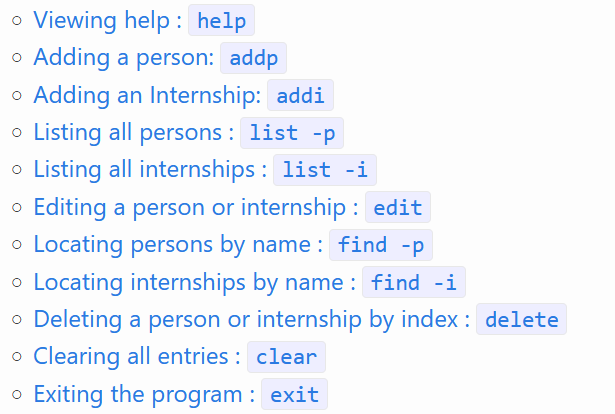 Viewing help : help
Adding a person: addp
Adding an Internship: addi
Listing all persons : list -p
Listing all internships : list -i
Editing a person or internship : edit
Locating persons by name : find -p
Locating internships by name : find -i
Deleting a person or internship by index : delete
Clearing all entries : clear
Exiting the program : exit